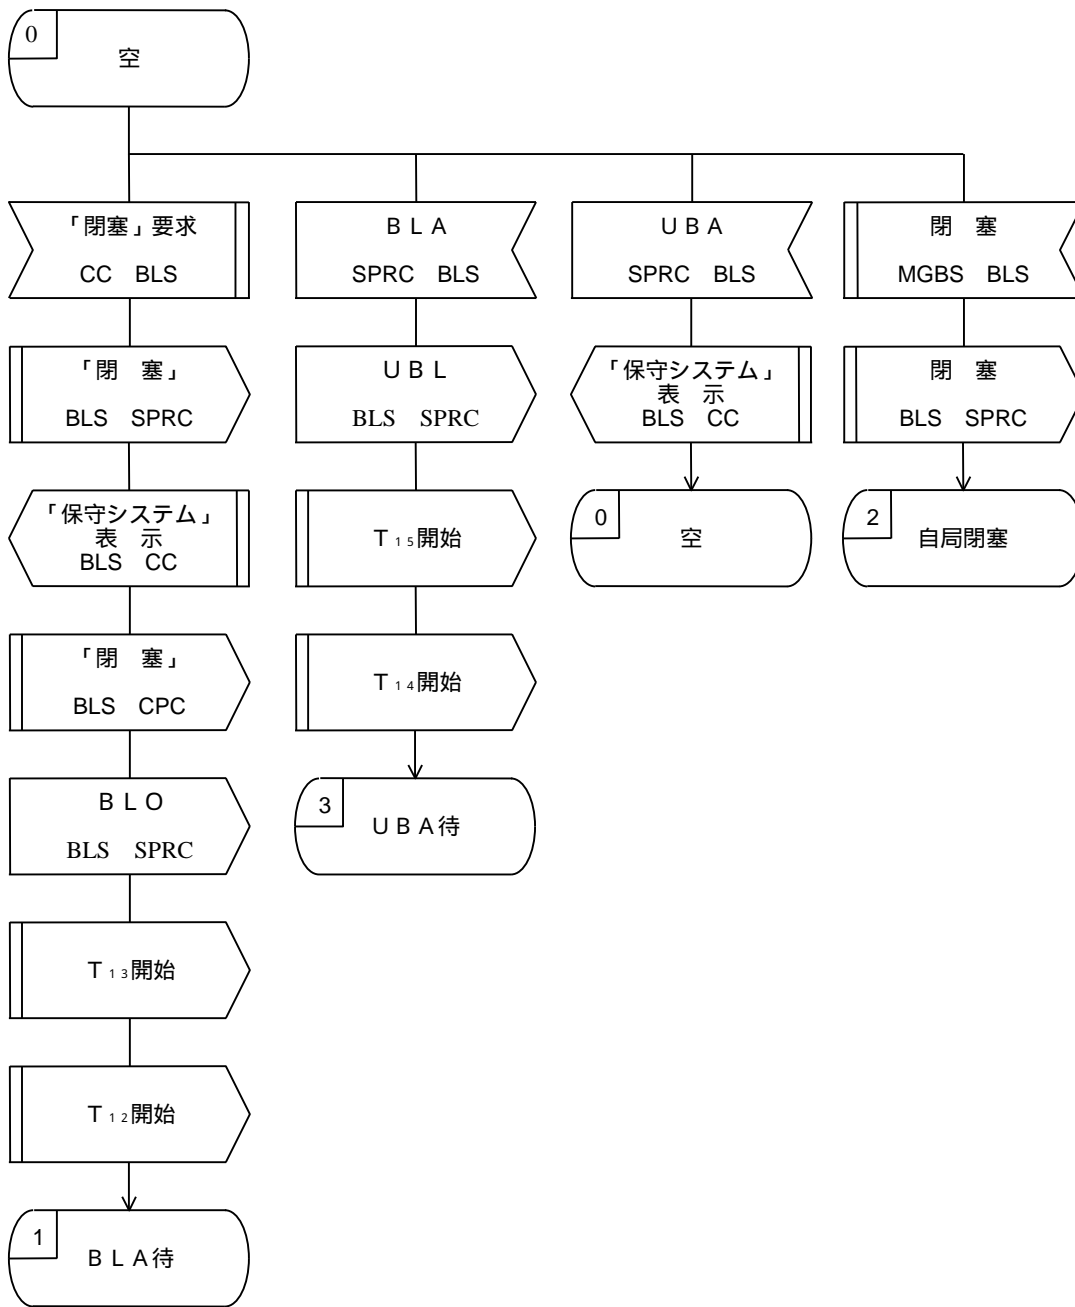 0
空
「閉塞」要求
CC BLS
「閉 塞」
BLS SPRC
「保守システム」
表 示
BLS CC
「閉 塞」
BLS CPC
ＢＬＯ
BLS SPRC
Ｔ₁₃開始
Ｔ₁₂開始
1
ＢＬＡ待
ＢＬＡ
SPRC BLS
ＵＢＬ
BLS SPRC
Ｔ₁₅開始
Ｔ₁₄開始
3
ＵＢＡ待
ＵＢＡ
SPRC BLS
「保守システム」
表 示
BLS CC
0
空
閉 塞
MGBS BLS
閉 塞
BLS SPRC
2
自局閉塞